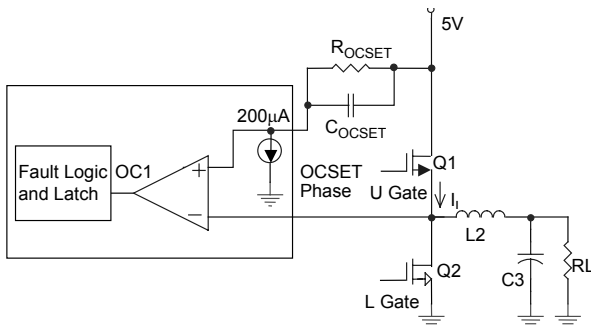 5V
R_OCSET
C_OCSET
200μA
Q1
Fault Logic
and Latch
OC1
+
−
OCSET
Phase
U Gate
I_l
L2
Q2
L Gate
C3
RL